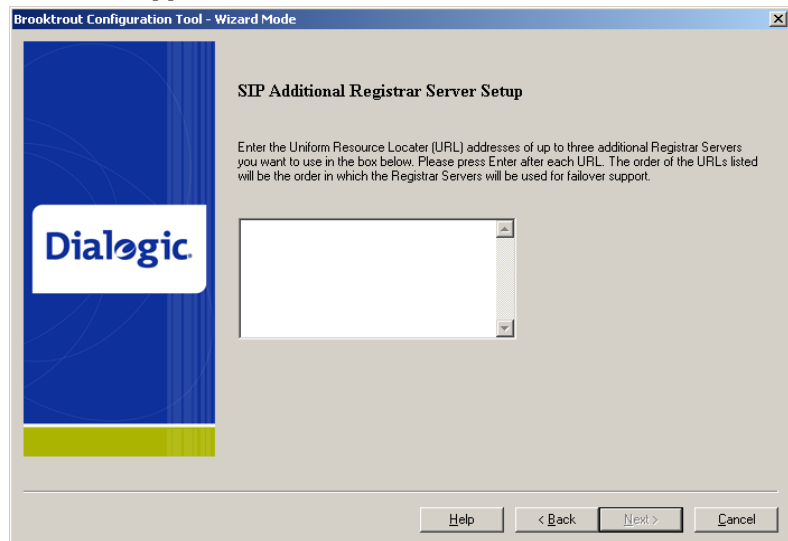 Brooktrout Configuration Tool - Wizard Mode
SIP Additional Registrar Server Setup
Enter the Uniform Resource Locater (URL) addresses of up to three additional Registrar Servers
you want to use in the box below. Please press Enter after each URL. The order of the URLs listed
will be the order in which the Registrar Servers will be used for failover support.
Dialogic.
Help
< Back
Next >
Cancel